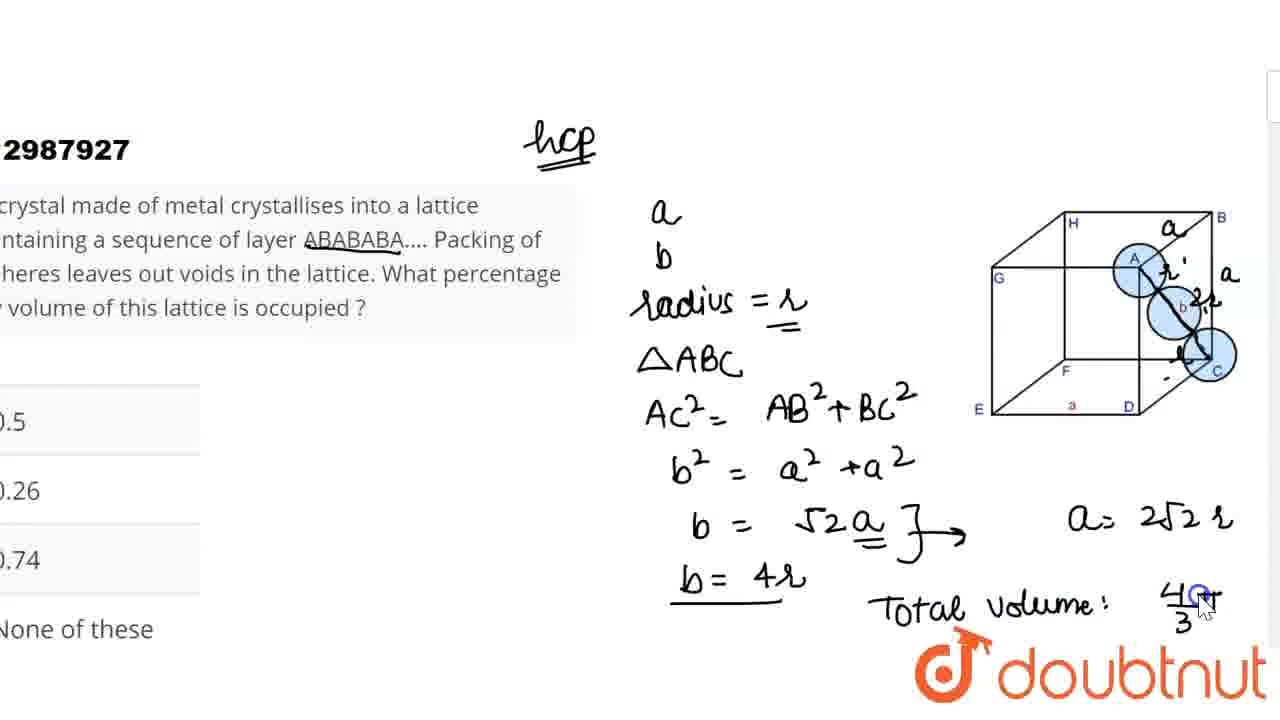 2987927
hcp
crystal made of metal crystallises into a lattice
ntaining a sequence of layer ABABABA.... Packing of
heres leaves out voids in the lattice. What percentage
volume of this lattice is occupied ?
0.5
0.26
0.74
None of these
a
b
radius = r
△ABC
AC² = AB² + BC²
b² = a² + a²
b = √2 a
b = 4r
a = 2√2 r
Total volume: 4/3 π
H
B
a
A
r
a
G
2r
b
r
F
C
E
a
D
doubtnut